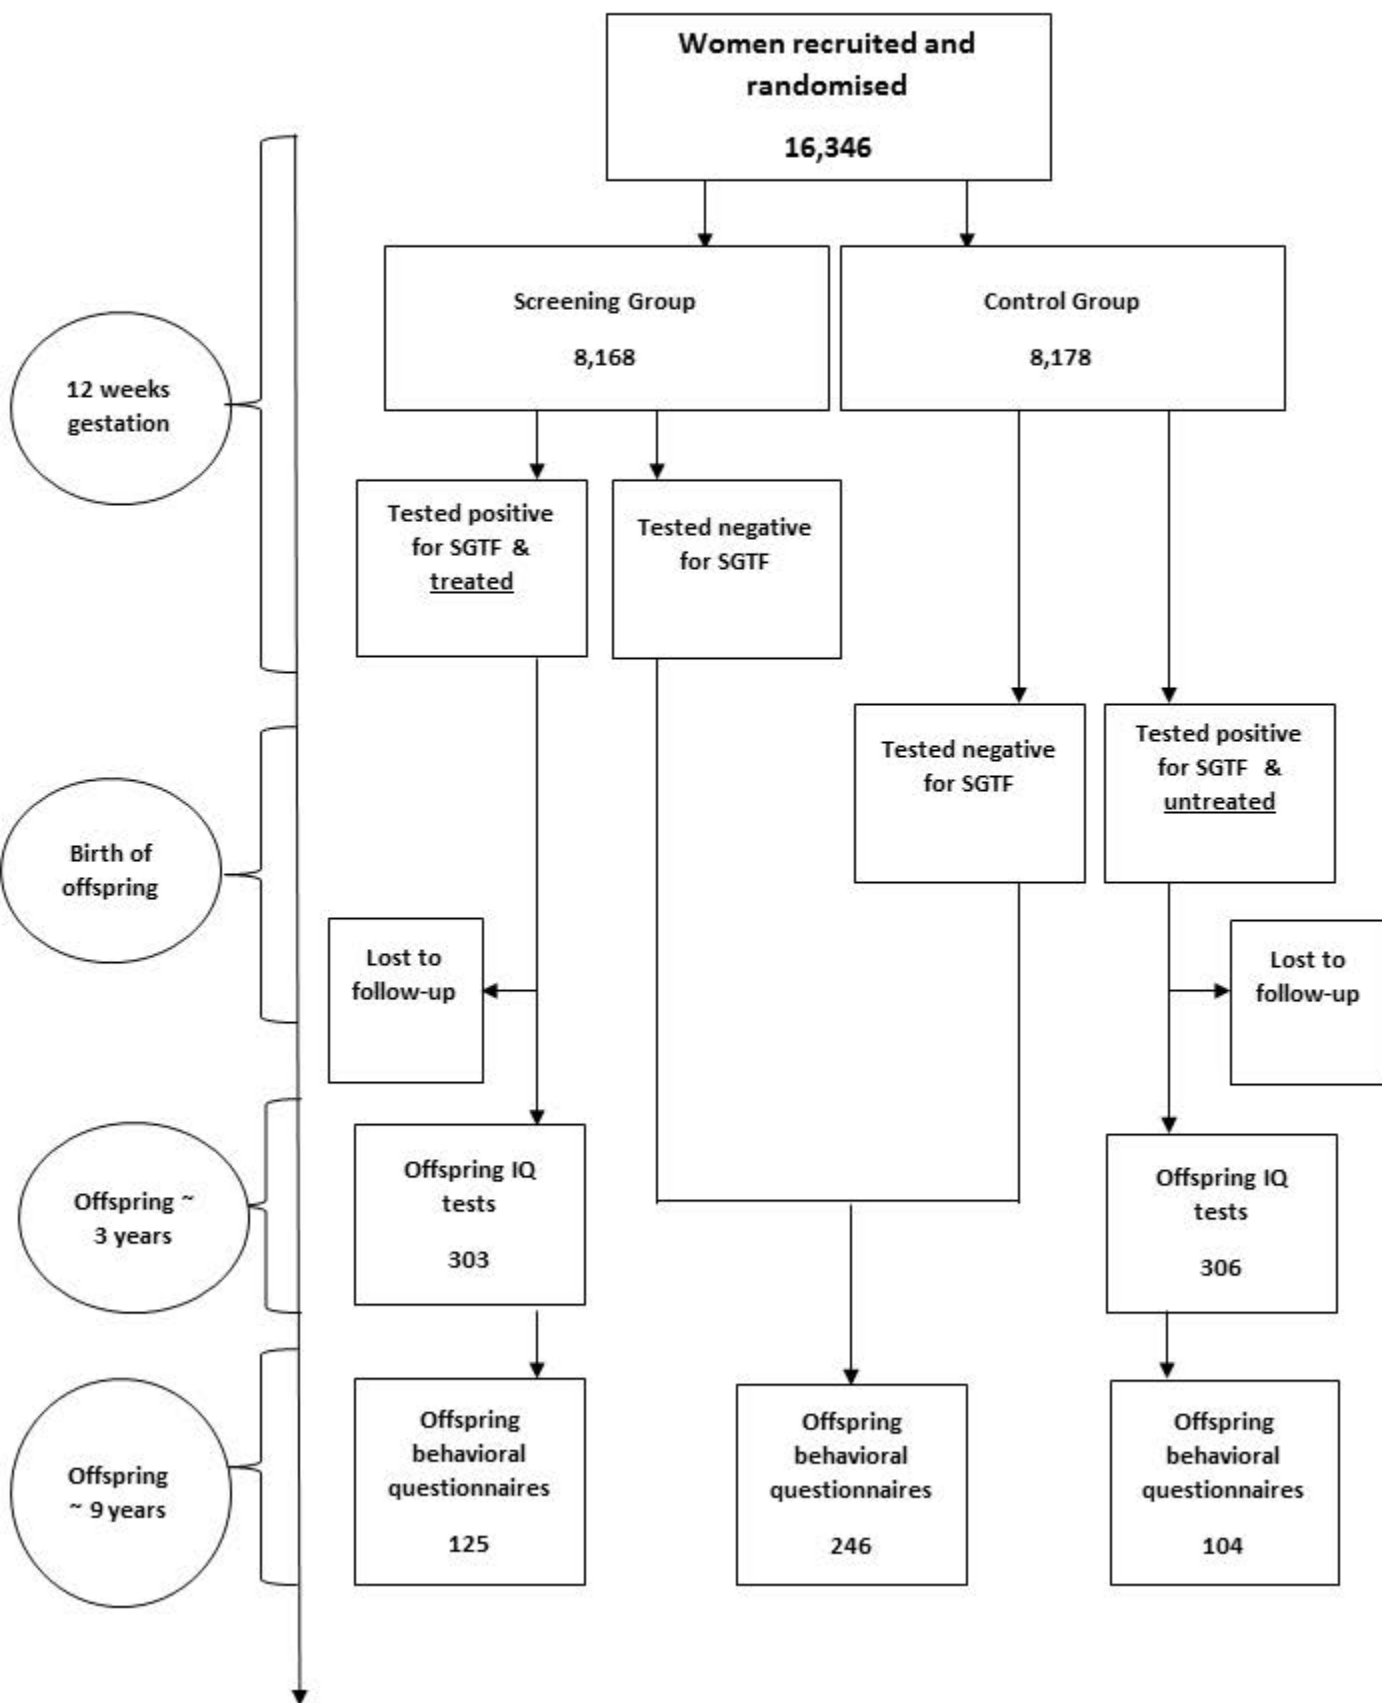 Women recruited and
randomised
16,346
Screening Group
8,168
Control Group
8,178
12 weeks
gestation
Tested positive
for SGTF &
treated
Tested negative
for SGTF
Tested negative
for SGTF
Tested positive
for SGTF &
untreated
Birth of
offspring
Lost to
follow-up
Lost to
follow-up
Offspring ~
3 years
Offspring IQ
tests
303
Offspring IQ
tests
306
Offspring
~ 9 years
Offspring
behavioral
questionnaires
125
Offspring
behavioral
questionnaires
246
Offspring
behavioral
questionnaires
104